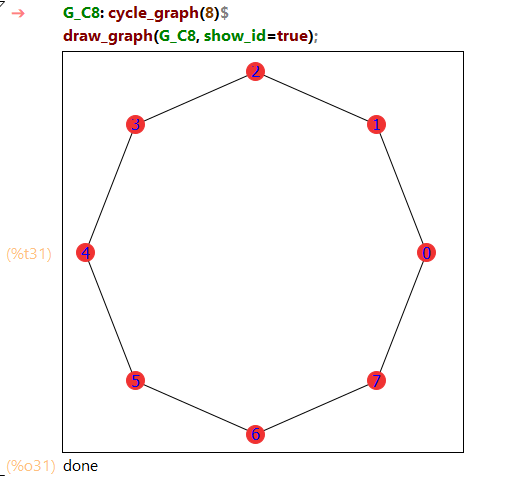 → G_C8: cycle_graph(8)$
draw_graph(G_C8, show_id=true);
2
3
1
(%t31)
4
0
5
7
6
(%o31) done